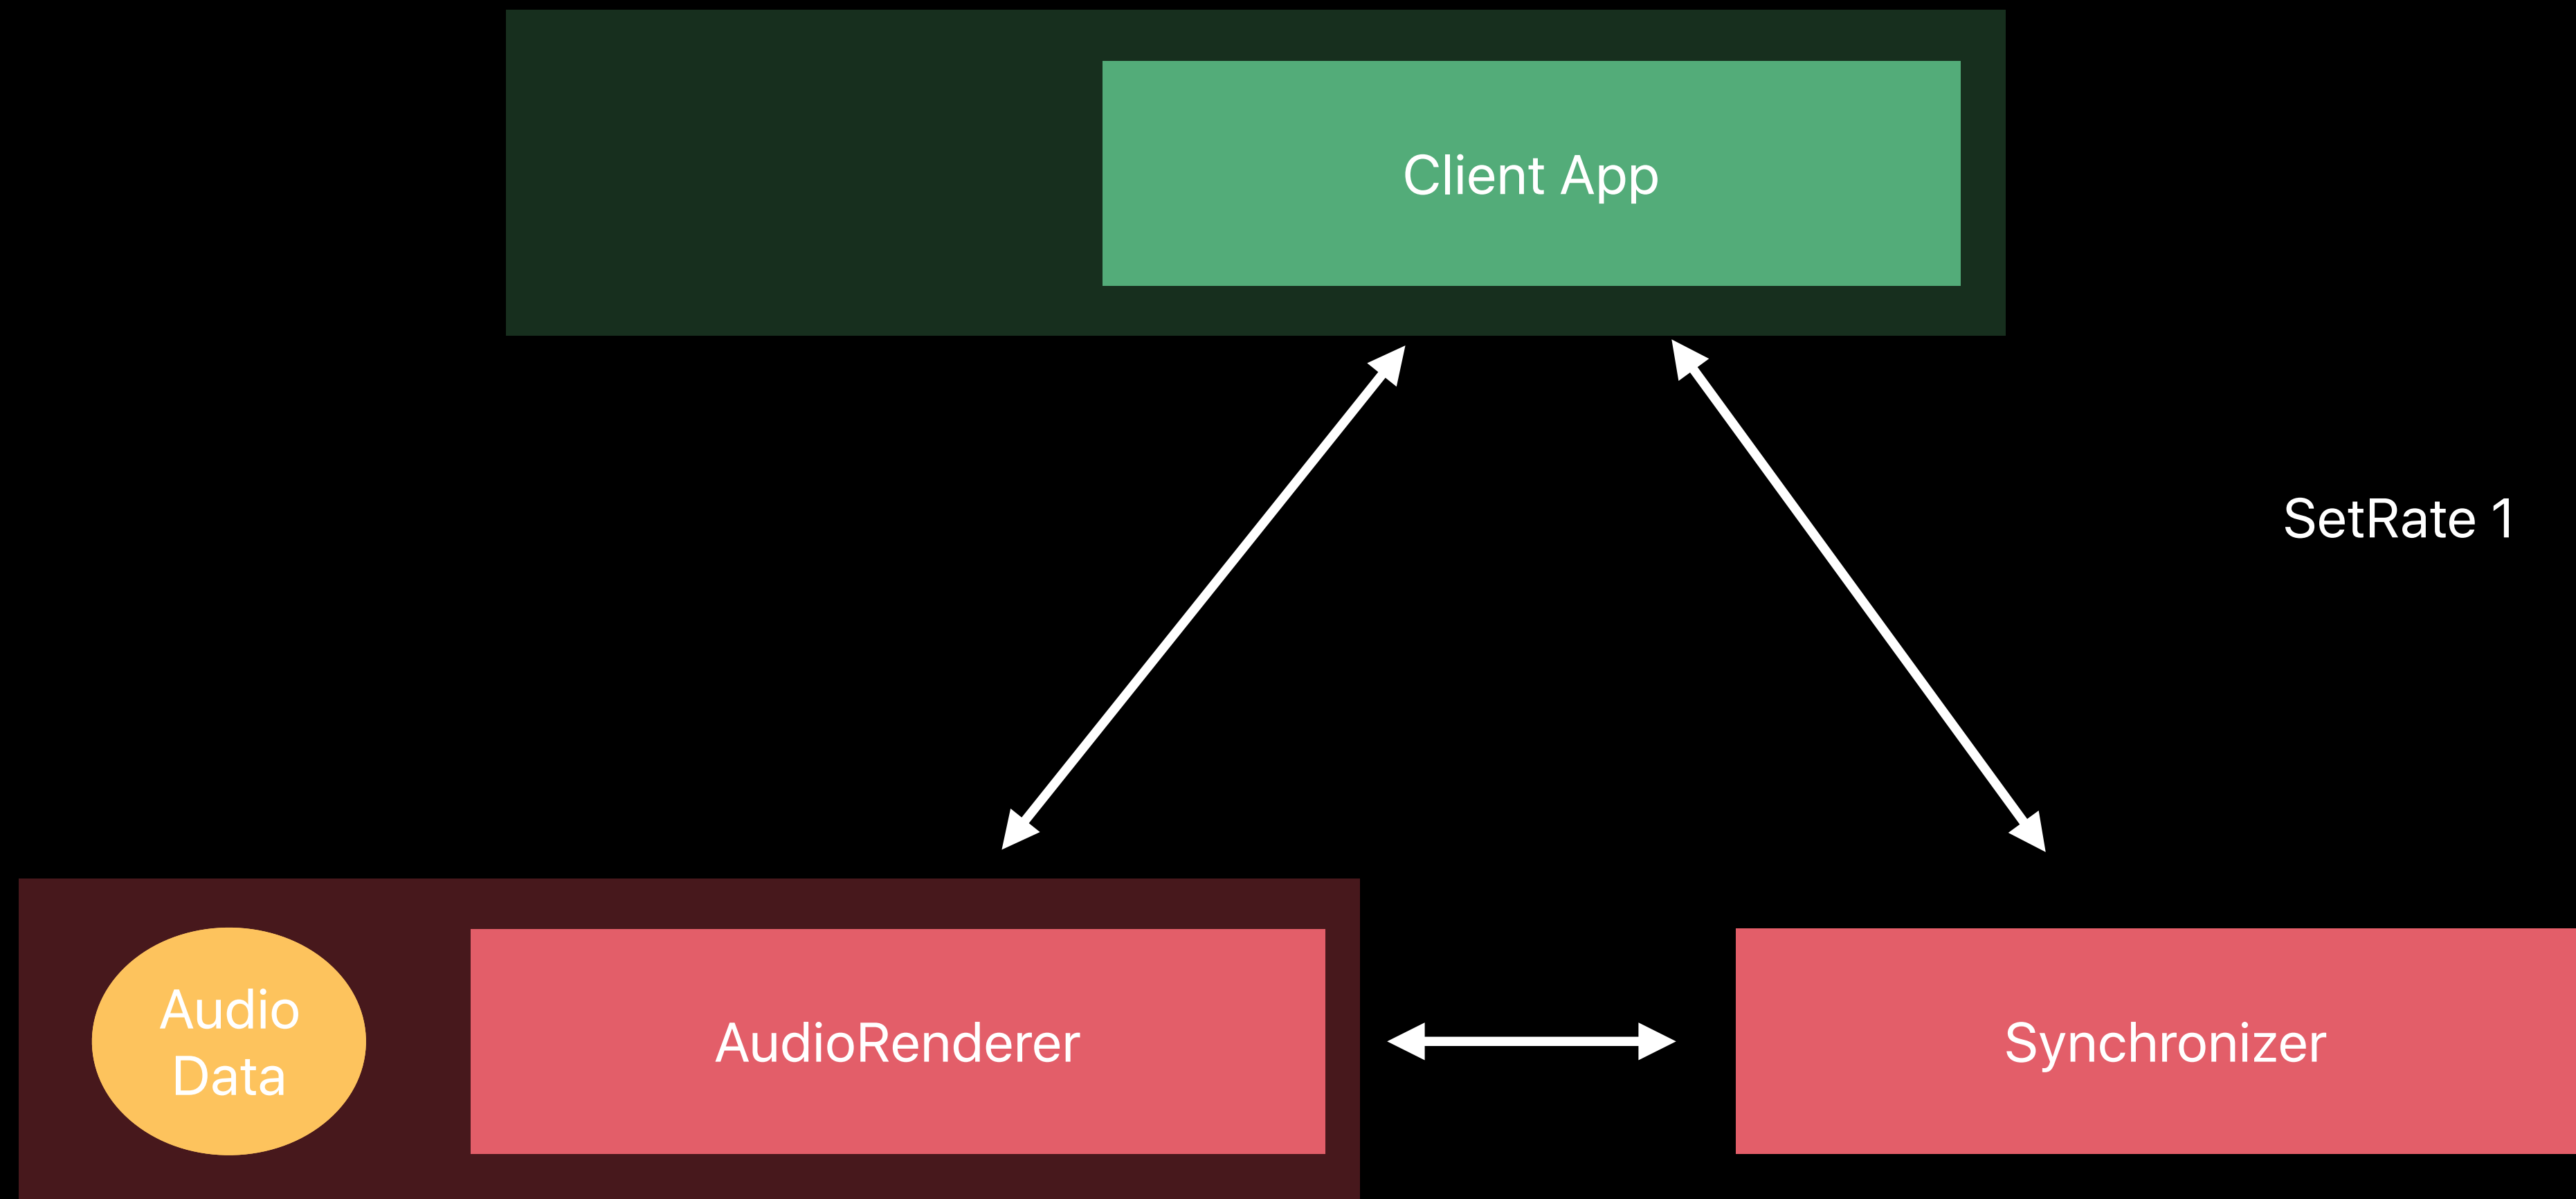 Client App
SetRate 1
Audio
Data
AudioRenderer
Synchronizer